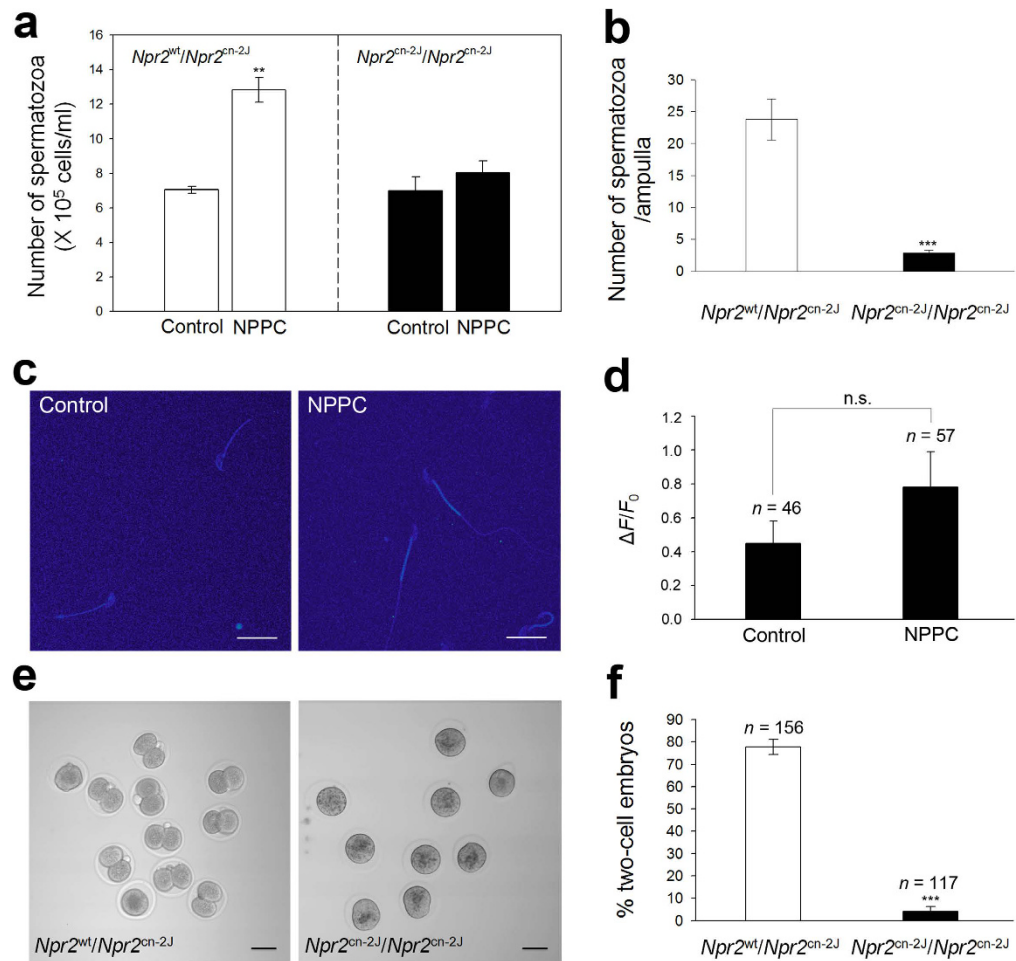 a
Number of spermatozoa
(X 10⁵ cells/ml)
16
14
12
10
8
6
4
2
0
Npr2ʷᵗ/Npr2ᶜⁿ⁻²ᴶ
Npr2ᶜⁿ⁻²ᴶ/Npr2ᶜⁿ⁻²ᴶ
**
Control NPPC
Control NPPC
b
Number of spermatozoa
/ampulla
30
25
20
15
10
5
0
***
Npr2ʷᵗ/Npr2ᶜⁿ⁻²ᴶ Npr2ᶜⁿ⁻²ᴶ/Npr2ᶜⁿ⁻²ᴶ
c
Control
NPPC
d
ΔF/F₀
1.2
1.0
0.8
0.6
0.4
0.2
0.0
n.s.
n = 57
n = 46
Control NPPC
e
Npr2ʷᵗ/Npr2ᶜⁿ⁻²ᴶ
Npr2ᶜⁿ⁻²ᴶ/Npr2ᶜⁿ⁻²ᴶ
f
% two-cell embryos
90
80
70
60
50
40
30
20
10
0
n = 156
n = 117
***
Npr2ʷᵗ/Npr2ᶜⁿ⁻²ᴶ Npr2ᶜⁿ⁻²ᴶ/Npr2ᶜⁿ⁻²ᴶ